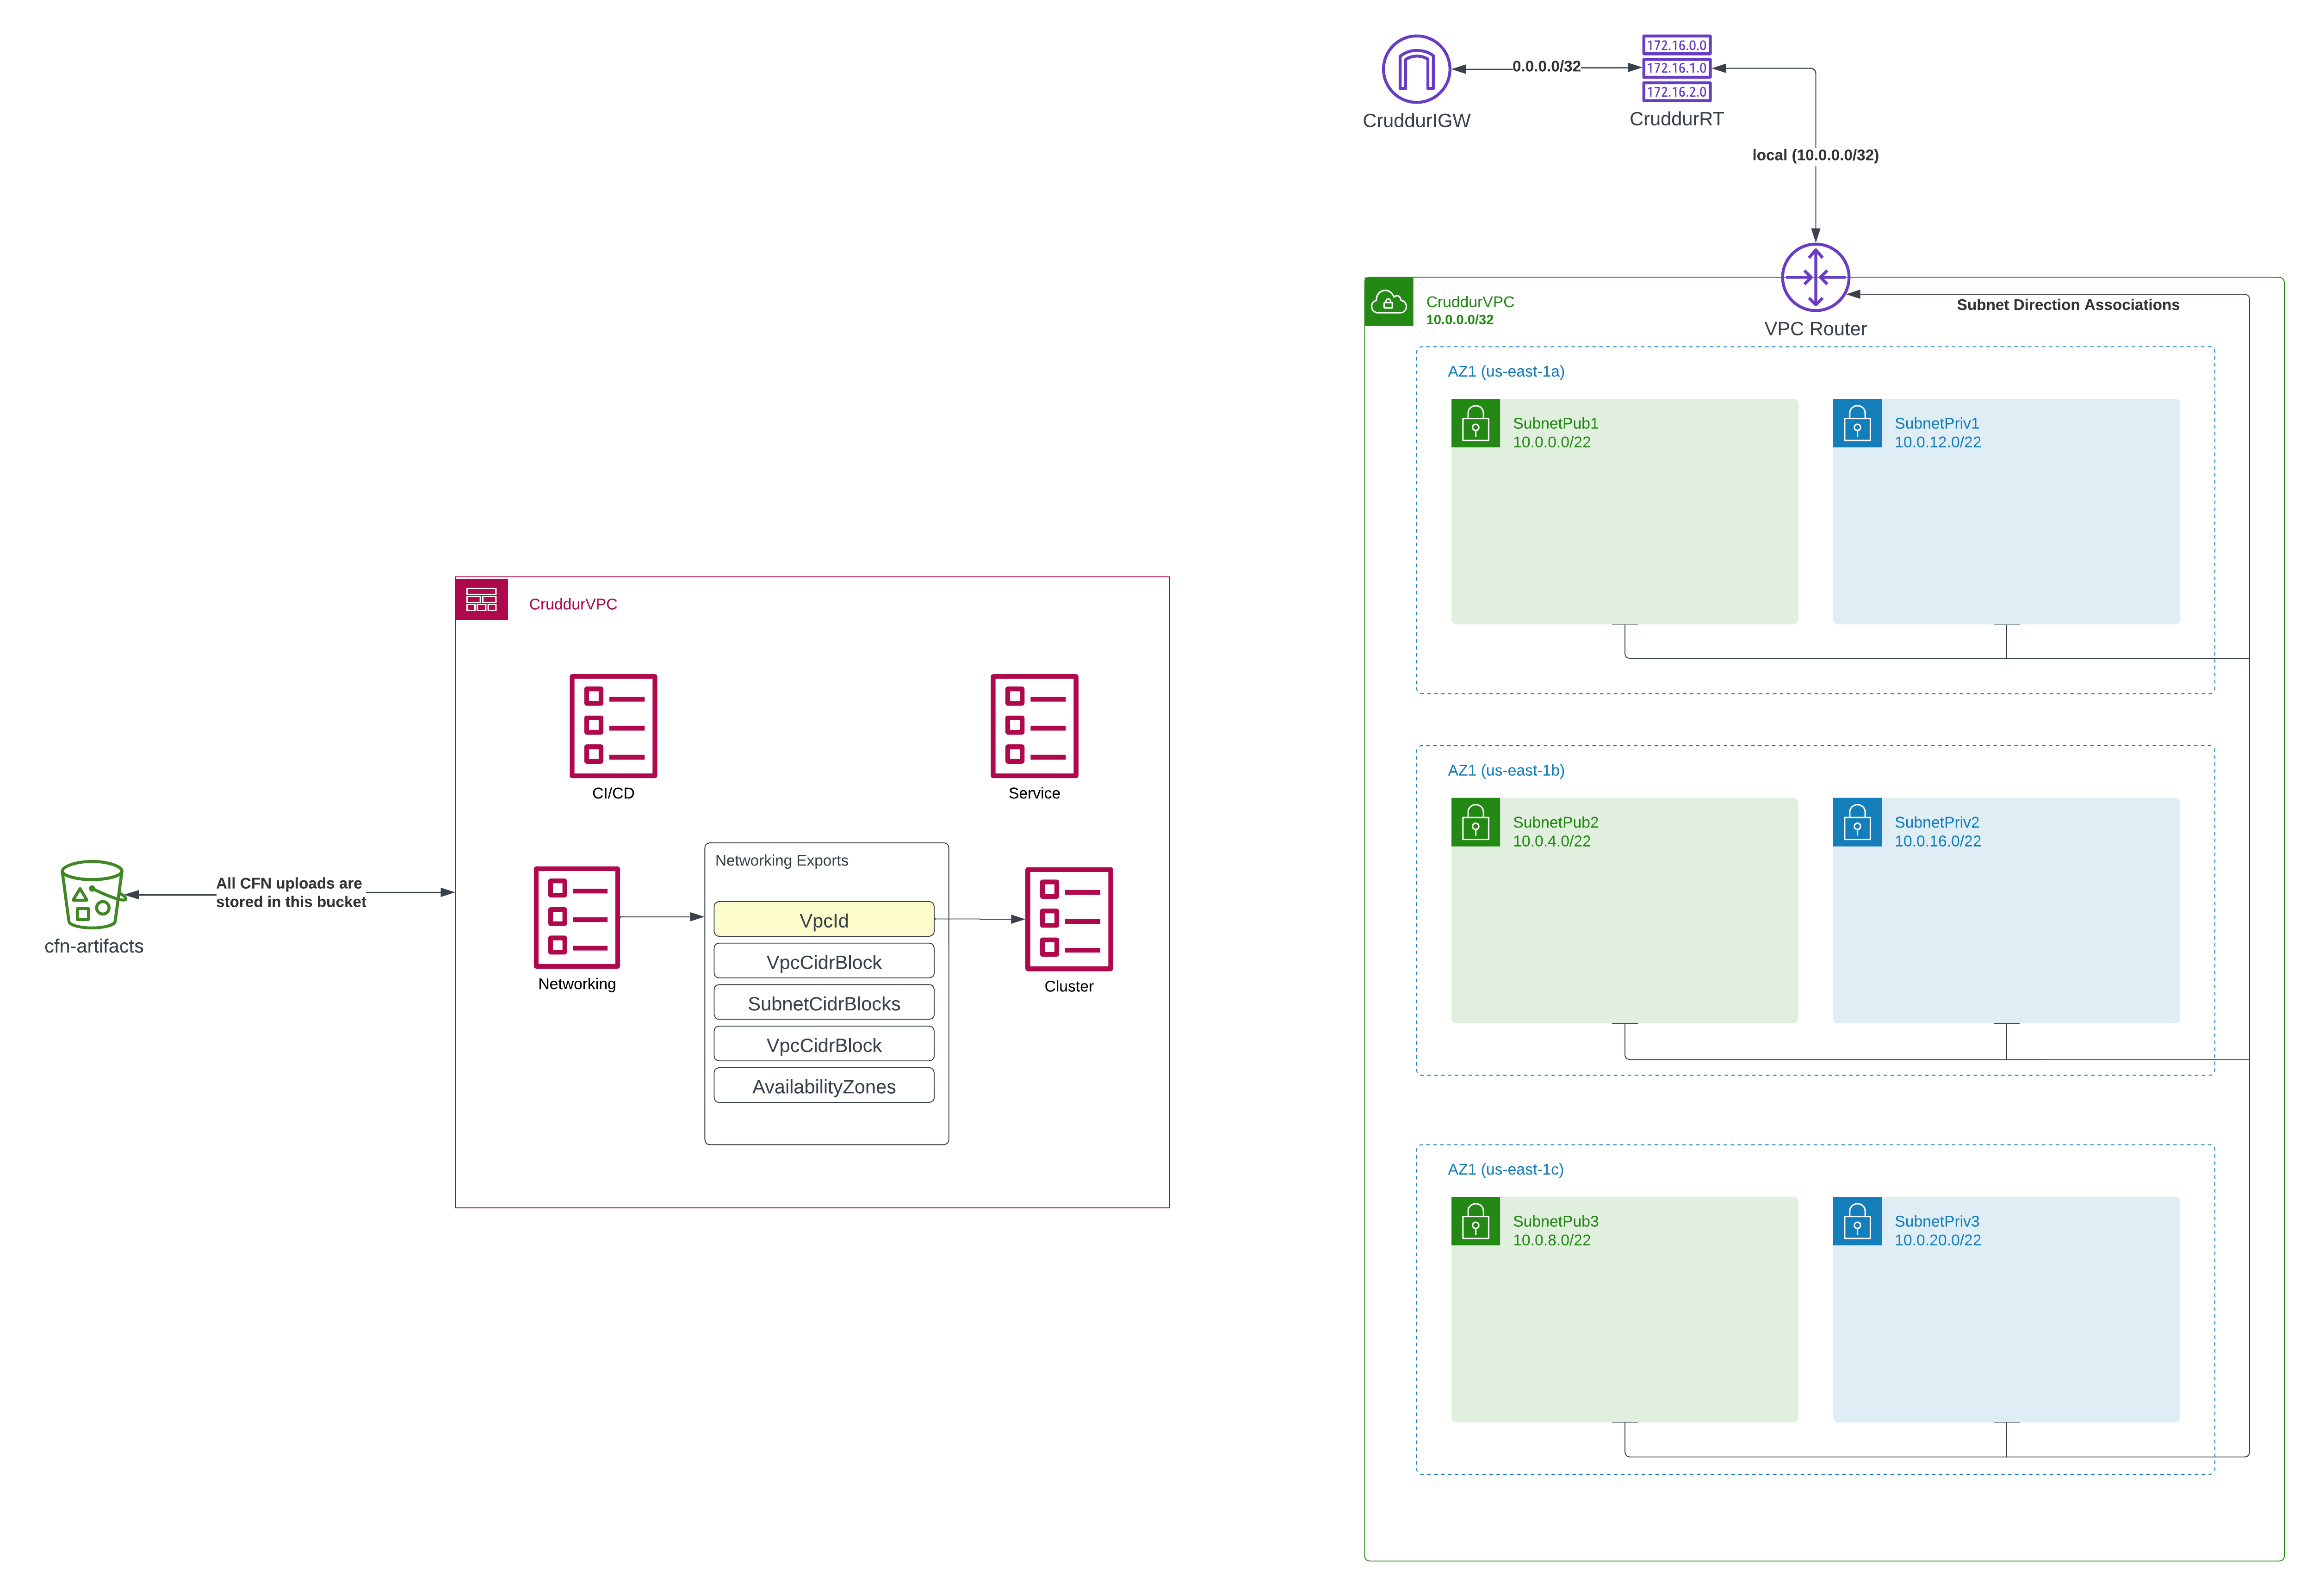 172.16.0.0
172.16.1.0
172.16.2.0
0.0.0.0/32
CruddurIGW
CruddurRT
local (10.0.0.0/32)
CruddurVPC
10.0.0.0/32
Subnet Direction Associations
VPC Router
AZ1 (us-east-1a)
SubnetPub1
10.0.0.0/22
SubnetPriv1
10.0.12.0/22
AZ1 (us-east-1b)
SubnetPub2
10.0.4.0/22
SubnetPriv2
10.0.16.0/22
AZ1 (us-east-1c)
SubnetPub3
10.0.8.0/22
SubnetPriv3
10.0.20.0/22
CruddurVPC
CI/CD
Service
Networking Exports
VpcId
VpcCidrBlock
SubnetCidrBlocks
VpcCidrBlock
AvailabilityZones
Networking
Cluster
All CFN uploads are
stored in this bucket
cfn-artifacts